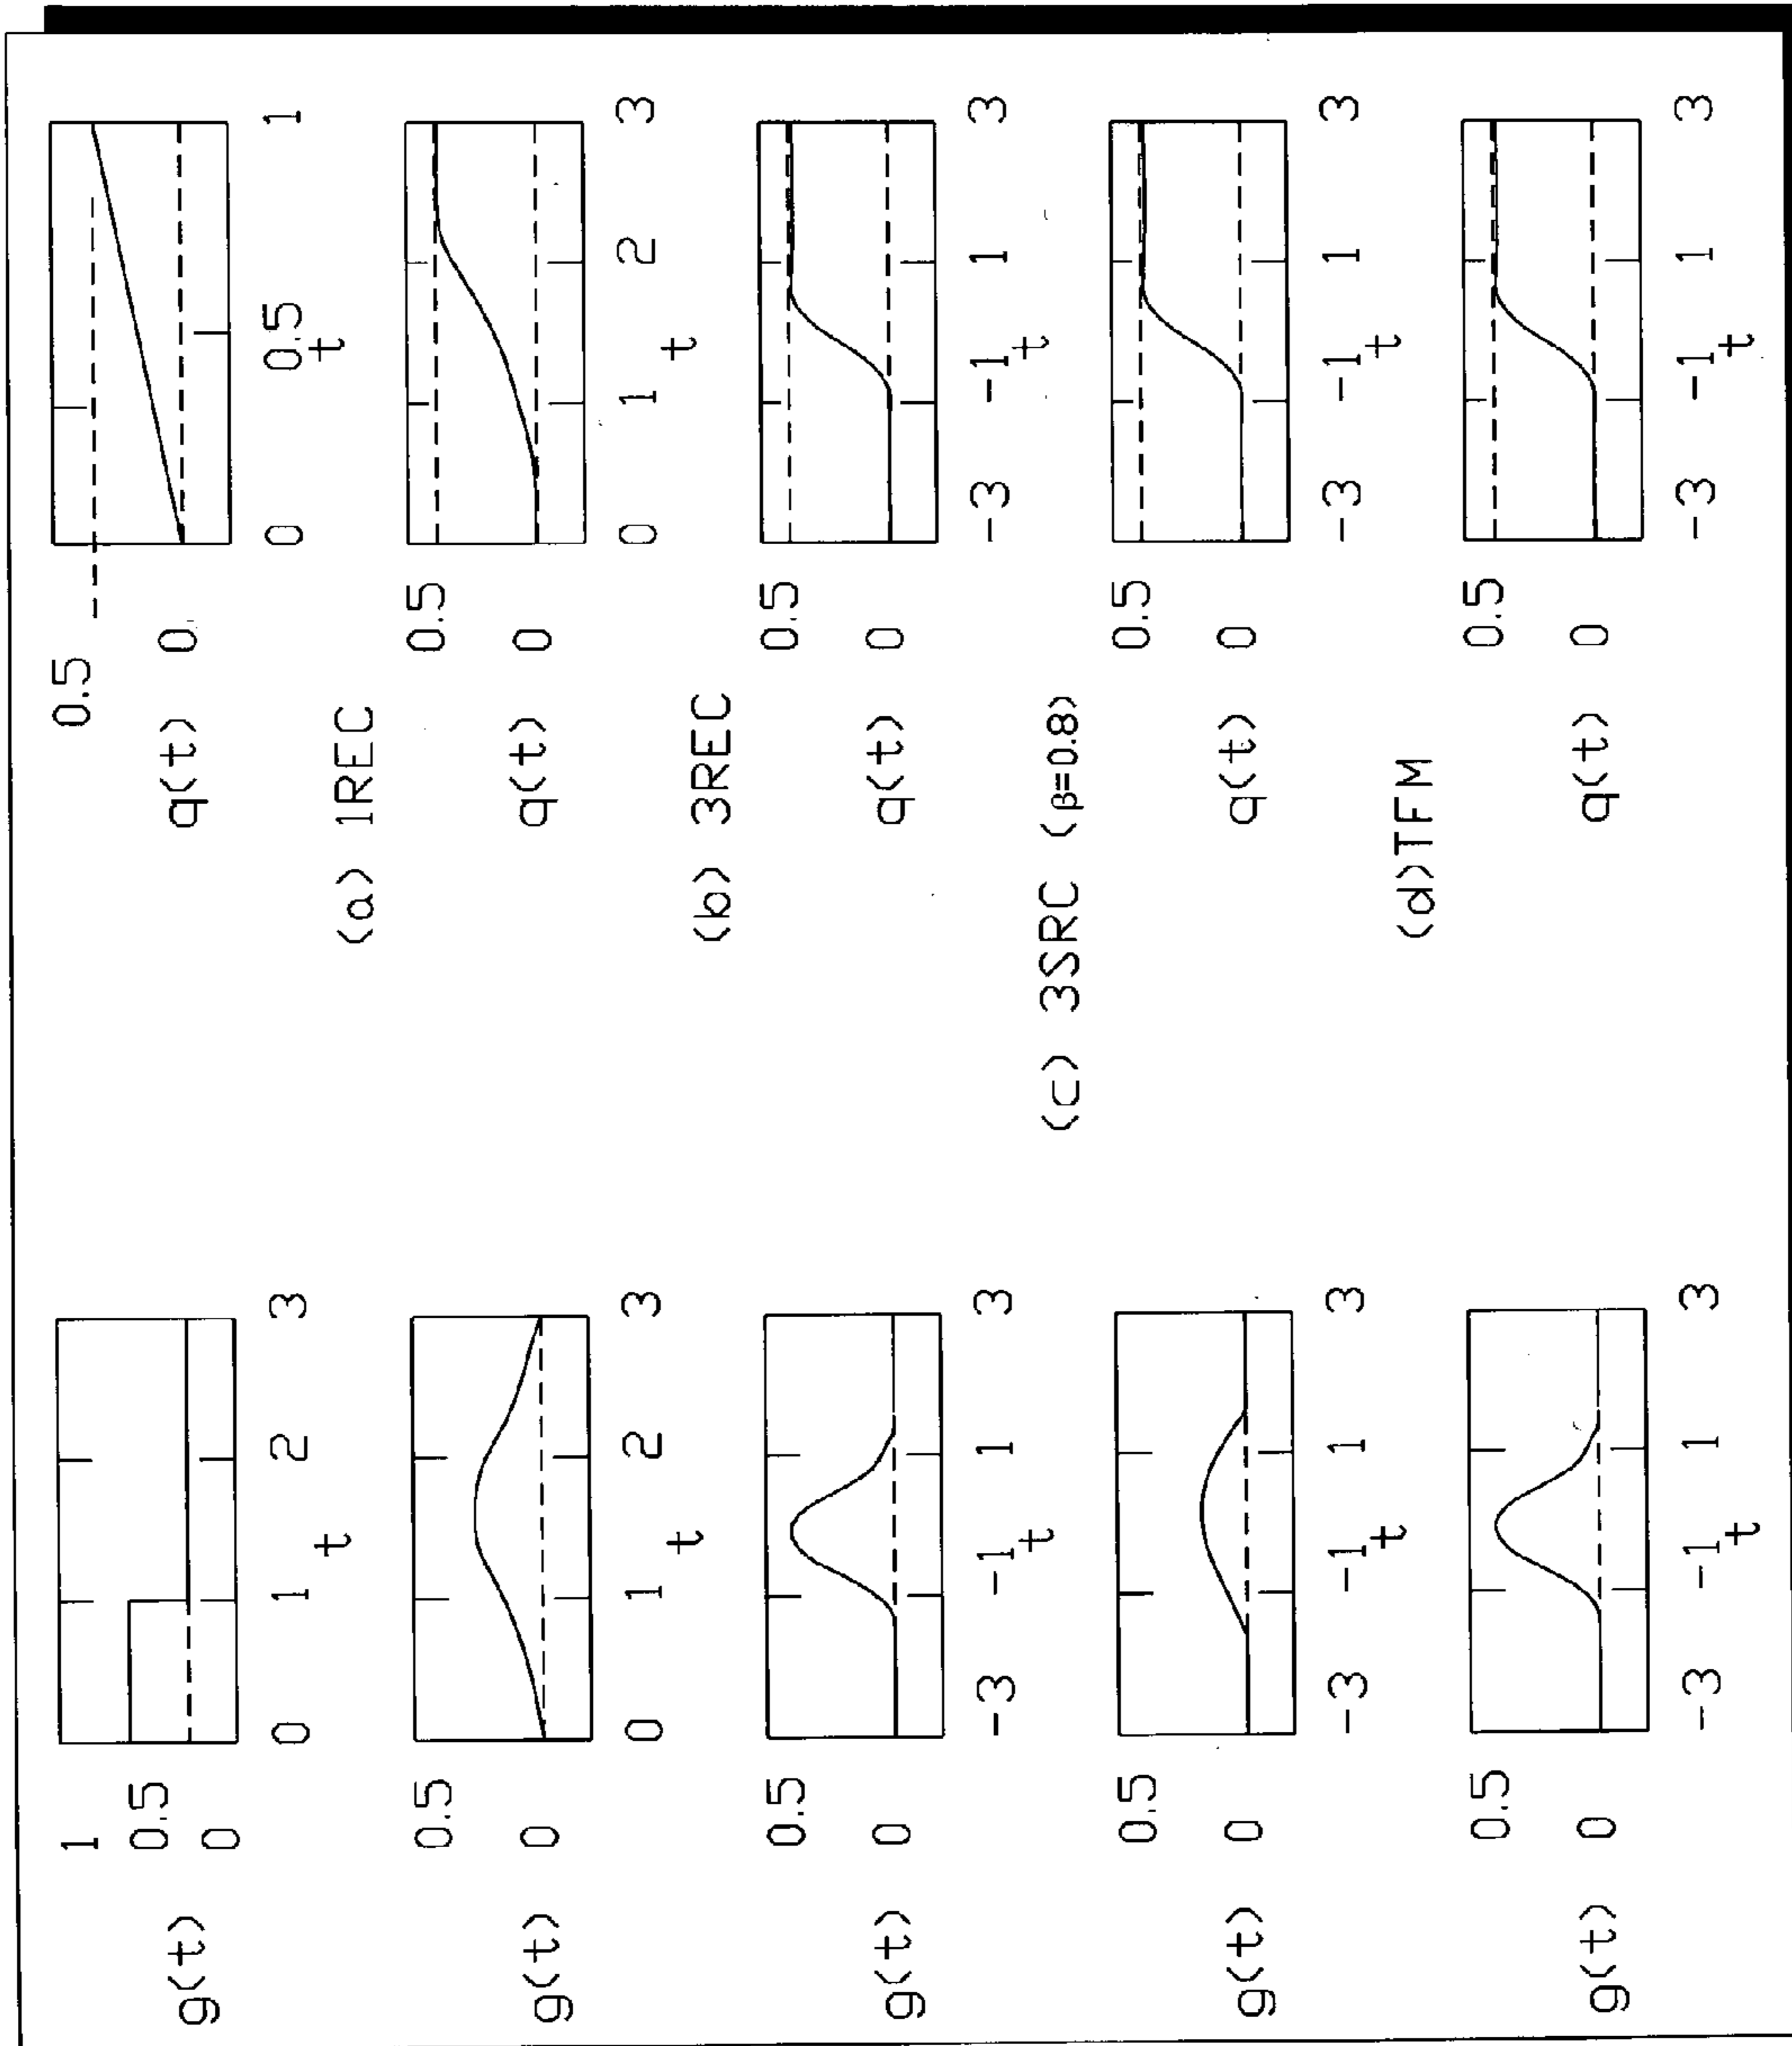 1
0.5
0
g(t)
0 1 2 3
t
0.5
q(t) 0
0 0.5 1
t
(a) 1REC
0.5
g(t) 0
0 1 2 3
t
0.5
q(t) 0
0 1 2 3
t
(b) 3REC
0.5
g(t) 0
-3 -1 1 3
t
0.5
q(t) 0
-3 -1 1 3
t
(c) 3SRC (β=0.8)
0.5
g(t) 0
-3 -1 1 3
t
0.5
q(t) 0
-3 -1 1 3
t
(d)TFM
0.5
g(t) 0
-3 -1 1 3
t
0.5
q(t) 0
-3 -1 1 3
t